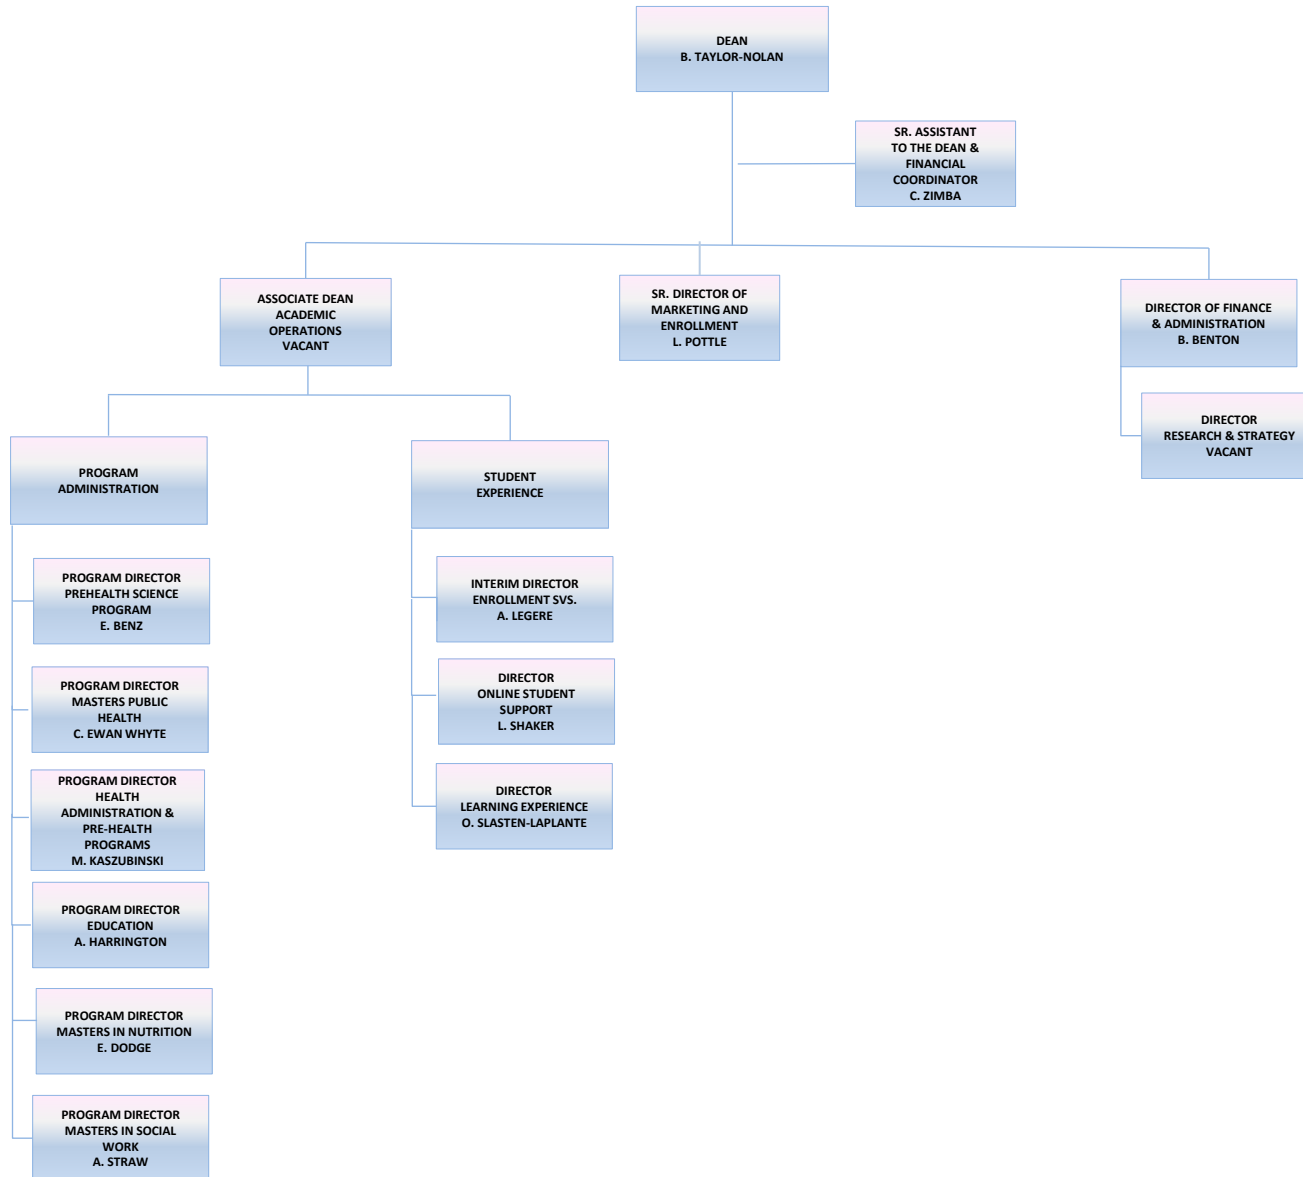 DEAN
B. TAYLOR-NOLAN
SR. ASSISTANT
TO THE DEAN &
FINANCIAL
COORDINATOR
C. ZIMBA
ASSOCIATE DEAN
ACADEMIC
OPERATIONS
VACANT
SR. DIRECTOR OF
MARKETING AND
ENROLLMENT
L. POTTLE
DIRECTOR OF FINANCE
& ADMINISTRATION
B. BENTON
DIRECTOR
RESEARCH & STRATEGY
VACANT
PROGRAM
ADMINISTRATION
STUDENT
EXPERIENCE
PROGRAM DIRECTOR
PREHEALTH SCIENCE
PROGRAM
E. BENZ
PROGRAM DIRECTOR
MASTERS PUBLIC
HEALTH
C. EWAN WHYTE
PROGRAM DIRECTOR
HEALTH
ADMINISTRATION &
PRE-HEALTH
PROGRAMS
M. KASZUBINSKI
PROGRAM DIRECTOR
EDUCATION
A. HARRINGTON
PROGRAM DIRECTOR
MASTERS IN NUTRITION
E. DODGE
PROGRAM DIRECTOR
MASTERS IN SOCIAL
WORK
A. STRAW
INTERIM DIRECTOR
ENROLLMENT SVS.
A. LEGERE
DIRECTOR
ONLINE STUDENT
SUPPORT
L. SHAKER
DIRECTOR
LEARNING EXPERIENCE
O. SLASTEN-LAPLANTE